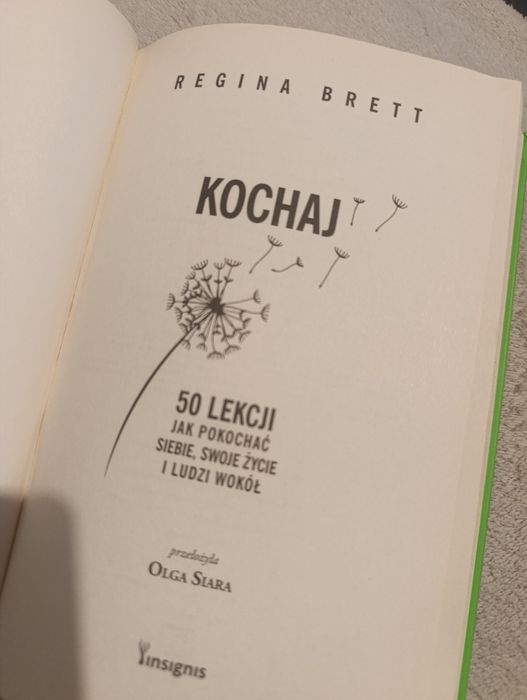 REGINA BRETT
KOCHAJ
50 LEKCJI
JAK POKOCHAĆ
SIEBIE, SWOJE ŻYCIE
I LUDZI WOKÓŁ
przełożyła
OLGA SIARA
insignis